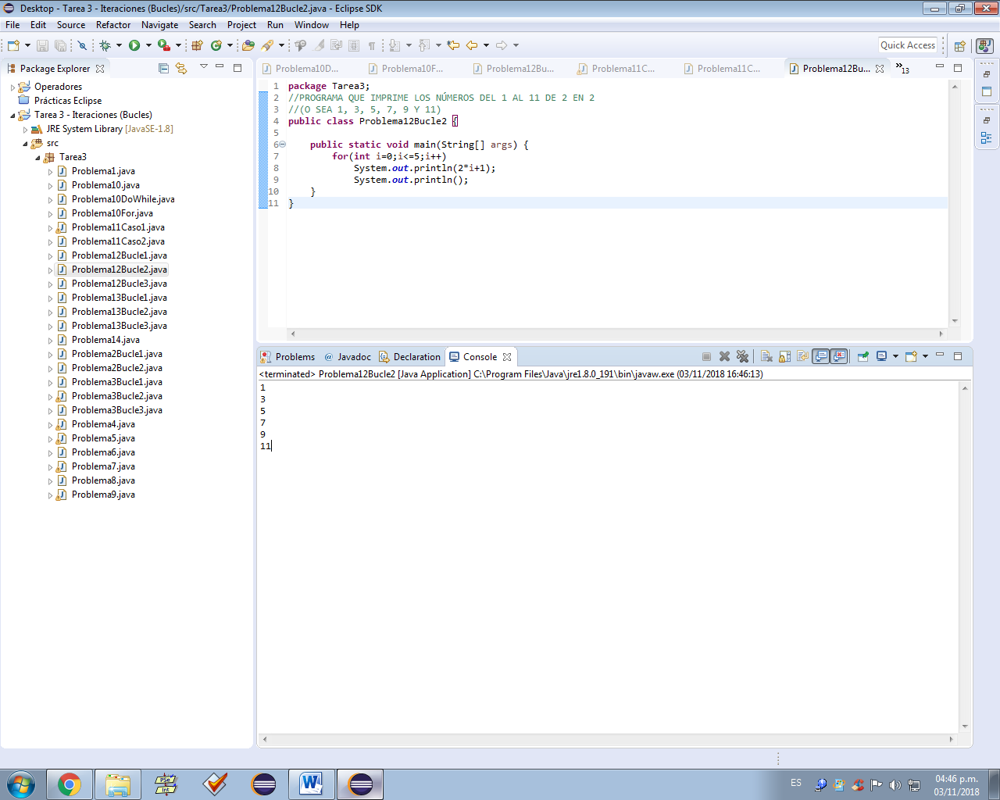 Desktop - Tarea 3 - Iteraciones (Bucles)/src/Tarea3/Problema12Bucle2.java - Eclipse SDK
File Edit Source Refactor Navigate Search Project Run Window Help
Quick Access
Package Explorer
Operadores
Prácticas Eclipse
Tarea 3 - Iteraciones (Bucles)
JRE System Library [JavaSE-1.8]
src
Tarea3
Problema1.java
Problema10.java
Problema10DoWhile.java
Problema10For.java
Problema11Caso1.java
Problema11Caso2.java
Problema12Bucle1.java
Problema12Bucle2.java
Problema12Bucle3.java
Problema13Bucle1.java
Problema13Bucle2.java
Problema13Bucle3.java
Problema14.java
Problema2Bucle1.java
Problema2Bucle2.java
Problema3Bucle1.java
Problema3Bucle2.java
Problema3Bucle3.java
Problema4.java
Problema5.java
Problema6.java
Problema7.java
Problema8.java
Problema9.java
Problema10D... Problema10F... Problema12Bu... Problema11C... Problema11C... Problema12Bu... »13
1 package Tarea3;
2 //PROGRAMA QUE IMPRIME LOS NÚMEROS DEL 1 AL 11 DE 2 EN 2
3 //(O SEA 1, 3, 5, 7, 9 Y 11)
4 public class Problema12Bucle2 {
5
6 public static void main(String[] args) {
7 for(int i=0;i<=5;i++)
8 System.out.println(2*i+1);
9 System.out.println();
10 }
11 }
Problems @ Javadoc Declaration Console
<terminated> Problema12Bucle2 [Java Application] C:\Program Files\Java\jre1.8.0_191\bin\javaw.exe (03/11/2018 16:46:13)
1
3
5
7
9
11
PSe
Int
W
ES
04:46 p.m.
03/11/2018